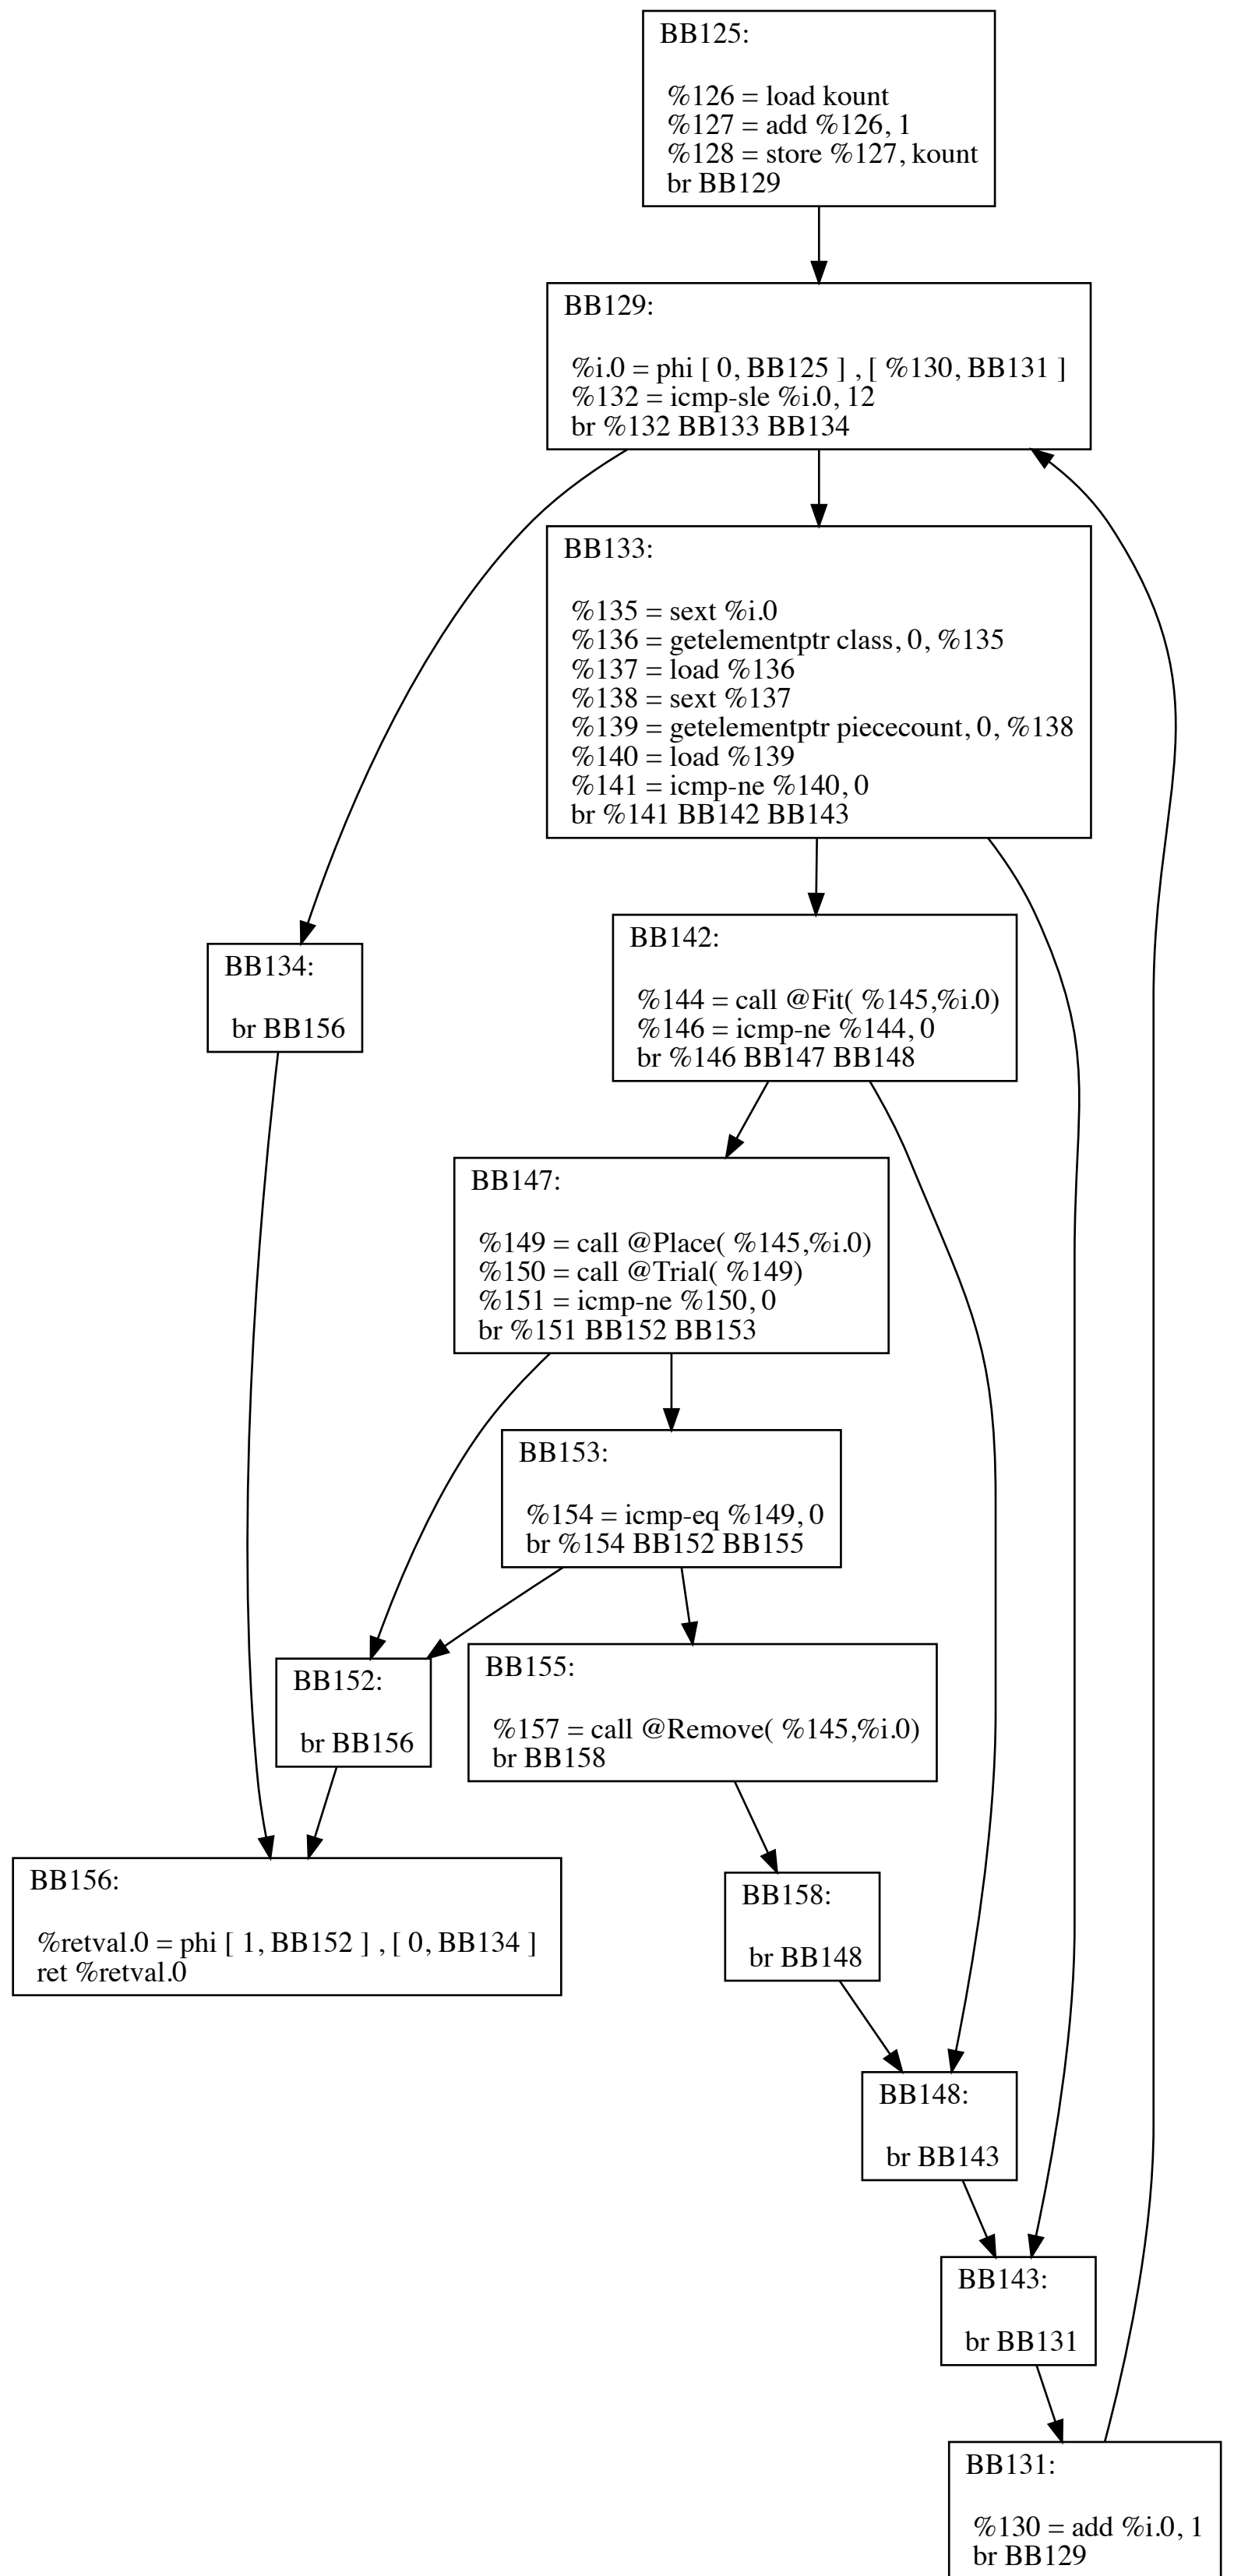 BB125:
%126 = load kount
%127 = add %126, 1
%128 = store %127, kount
br BB129
BB129:
%i.0 = phi [ 0, BB125 ] , [ %130, BB131 ]
%132 = icmp-sle %i.0, 12
br %132 BB133 BB134
BB133:
%135 = sext %i.0
%136 = getelementptr class, 0, %135
%137 = load %136
%138 = sext %137
%139 = getelementptr piececount, 0, %138
%140 = load %139
%141 = icmp-ne %140, 0
br %141 BB142 BB143
BB142:
%144 = call @Fit( %145,%i.0)
%146 = icmp-ne %144, 0
br %146 BB147 BB148
BB134:
br BB156
BB147:
%149 = call @Place( %145,%i.0)
%150 = call @Trial( %149)
%151 = icmp-ne %150, 0
br %151 BB152 BB153
BB153:
%154 = icmp-eq %149, 0
br %154 BB152 BB155
BB152:
br BB156
BB155:
%157 = call @Remove( %145,%i.0)
br BB158
BB156:
%retval.0 = phi [ 1, BB152 ] , [ 0, BB134 ]
ret %retval.0
BB158:
br BB148
BB148:
br BB143
BB143:
br BB131
BB131:
%130 = add %i.0, 1
br BB129